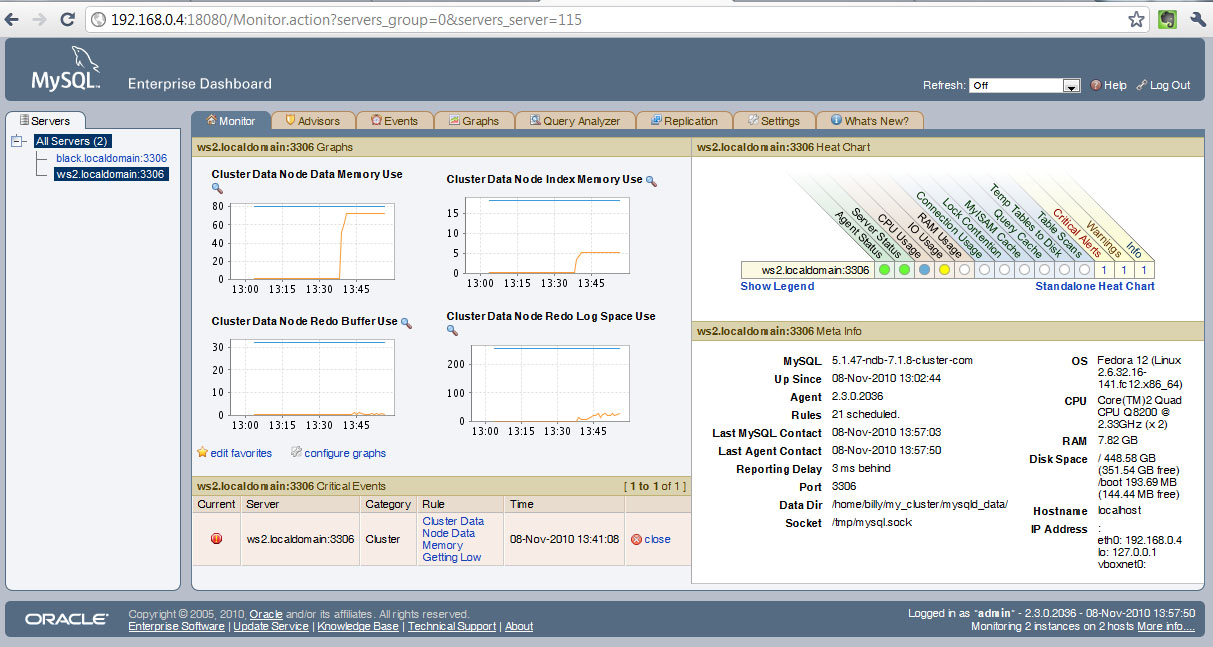 192.168.0.4:18080/Monitor.action?servers_group=0&servers_server=115
MySQL™ Enterprise Dashboard
Refresh: Off Help Log Out
Servers
All Servers (2)
black.localdomain:3306
ws2.localdomain:3306
Monitor Advisors Events Graphs Query Analyzer Replication Settings What's New?
ws2.localdomain:3306 Graphs
Cluster Data Node Data Memory Use
80
60
40
20
0
13:00 13:15 13:30 13:45
Cluster Data Node Index Memory Use
15
10
5
0
13:00 13:15 13:30 13:45
Cluster Data Node Redo Buffer Use
30
20
10
0
13:00 13:15 13:30 13:45
Cluster Data Node Redo Log Space Use
200
100
0
13:00 13:15 13:30 13:45
edit favorites configure graphs
ws2.localdomain:3306 Critical Events [ 1 to 1 of 1 ]
Current Server Category Rule Time
ws2.localdomain:3306 Cluster Cluster Data
Node Data
Memory
Getting Low 08-Nov-2010 13:41:08 close
ws2.localdomain:3306 Heat Chart
Agent Status
Server Status
CPU Usage
IO Usage
RAM Usage
Connection Usage
Lock Contention
MyISAM Cache
Query Cache
Temp Tables to Disk
Table Scans
Critical Alerts
Warnings
Info
ws2.localdomain:3306 1 1 1
Show Legend Standalone Heat Chart
ws2.localdomain:3306 Meta Info
MySQL 5.1.47-ndb-7.1.8-cluster-com
Up Since 08-Nov-2010 13:02:44
Agent 2.3.0.2036
Rules 21 scheduled.
Last MySQL Contact 08-Nov-2010 13:57:03
Last Agent Contact 08-Nov-2010 13:57:50
Reporting Delay 3 ms behind
Port 3306
Data Dir /home/billy/my_cluster/mysqld_data/
Socket /tmp/mysql.sock
OS Fedora 12 (Linux
2.6.32.16-
141.fc12.x86_64)
CPU Core(TM)2 Quad
CPU Q8200 @
2.33GHz (x 2)
RAM 7.82 GB
Disk Space / 448.58 GB
(351.54 GB free)
/boot 193.69 MB
(144.44 MB free)
Hostname localhost
IP Address :
eth0: 192.168.0.4
lo: 127.0.0.1
vboxnet0:
ORACLE®
Copyright © 2005, 2010, Oracle and/or its affiliates. All rights reserved.
Enterprise Software | Update Service | Knowledge Base | Technical Support | About
Logged in as "admin" - 2.3.0.2036 - 08-Nov-2010 13:57:50
Monitoring 2 instances on 2 hosts More info....